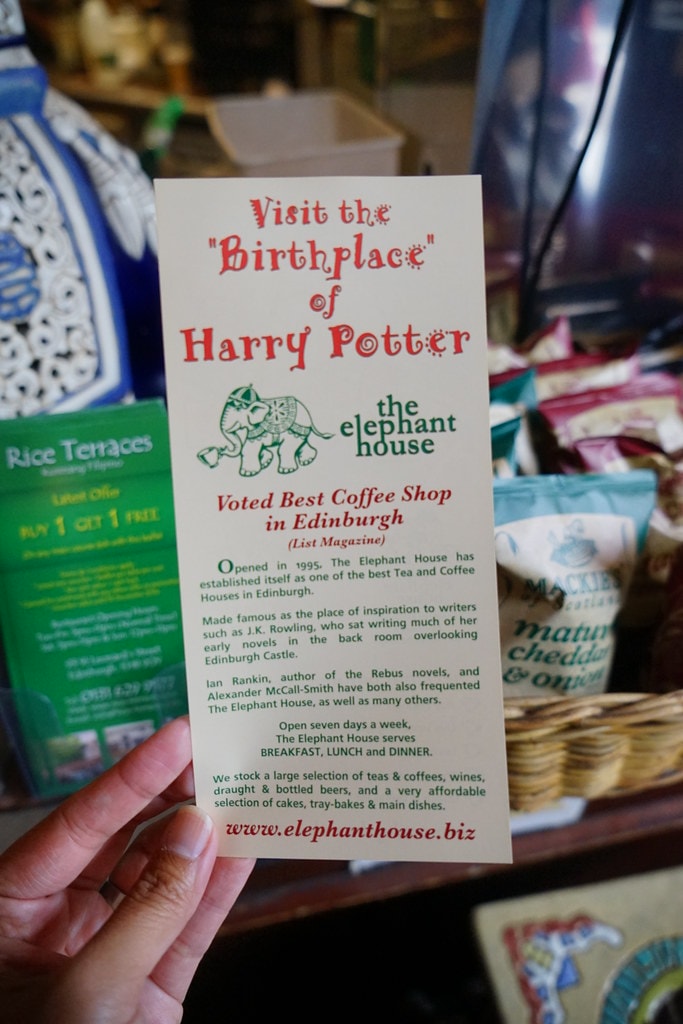 Visit the
"Birthplace"
of
Harry Potter
the
elephant
house
Voted Best Coffee Shop
in Edinburgh
(List Magazine)
Opened in 1995, The Elephant House has
established itself as one of the best Tea and Coffee
Houses in Edinburgh.
Made famous as the place of inspiration to writers
such as J.K. Rowling, who sat writing much of her
early novels in the back room overlooking
Edinburgh Castle.
Ian Rankin, author of the Rebus novels, and
Alexander McCall-Smith have both also frequented
The Elephant House, as well as many others.
Open seven days a week,
The Elephant House serves
BREAKFAST, LUNCH and DINNER.
We stock a large selection of teas & coffees, wines,
draught & bottled beers, and a very affordable
selection of cakes, tray-bakes & main dishes.
www.elephanthouse.biz
Rice Terraces
Latest Offer
BUY 1 GET 1 FREE
MACKIE'S
mature
cheddar
& onion